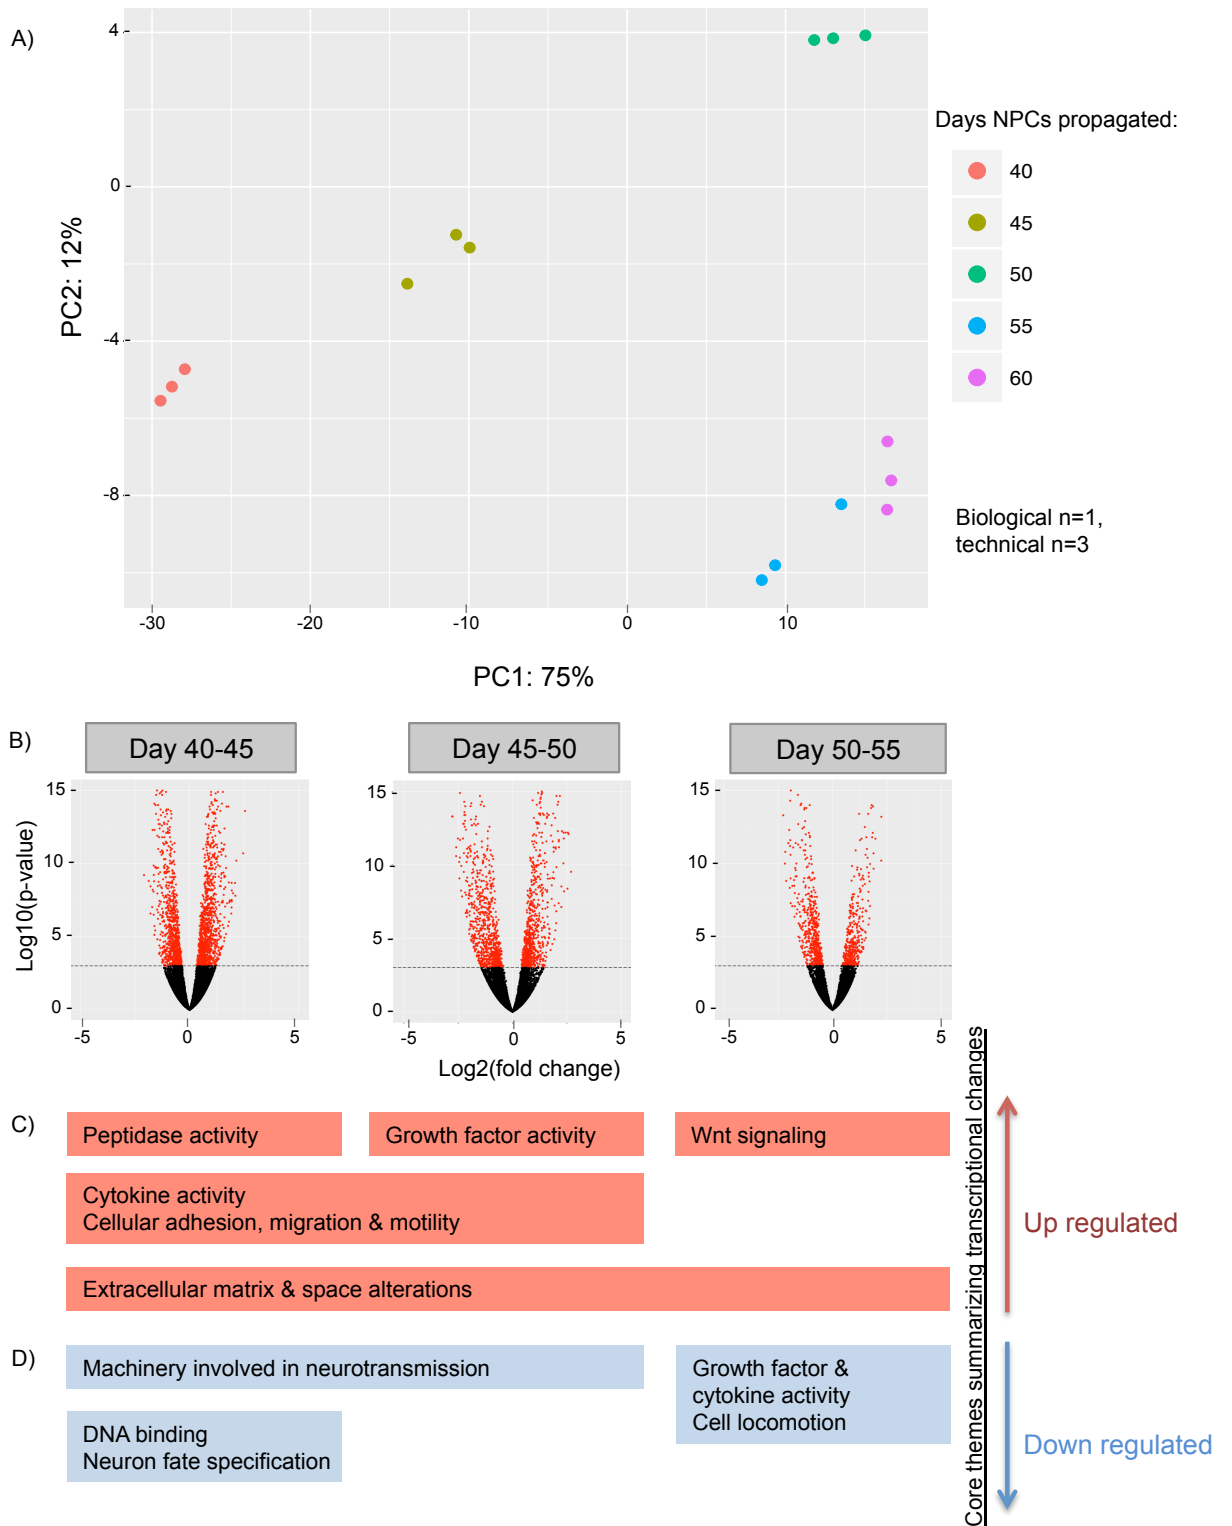 A)
4
0
-4
-8
PC2: 12%
-30
-20
-10
0
10
PC1: 75%
Days NPCs propagated:
40
45
50
55
60
Biological n=1,
technical n=3
B)
Day 40-45
Day 45-50
Day 50-55
Log10(p-value)
15
10
5
0
-5
0
5
15
10
5
0
-5
0
5
15
10
5
0
-5
0
5
Log2(fold change)
C)
Peptidase activity
Growth factor activity
Wnt signaling
Cytokine activity
Cellular adhesion, migration & motility
Extracellular matrix & space alterations
D)
Machinery involved in neurotransmission
Growth factor &
cytokine activity
Cell locomotion
DNA binding
Neuron fate specification
Core themes summarizing transcriptional changes
Up regulated
Down regulated